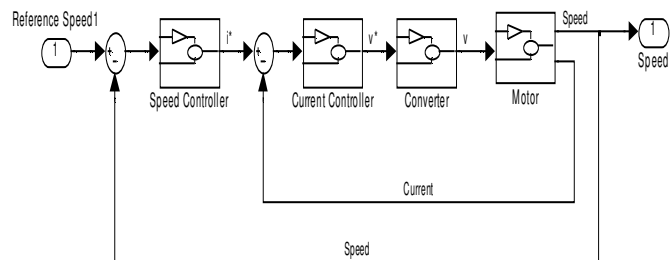 Reference Speed1
1
+
-
Speed Controller
i*
+
-
Current Controller
v*
Converter
v
Motor
Speed
1
Speed
Current
Speed